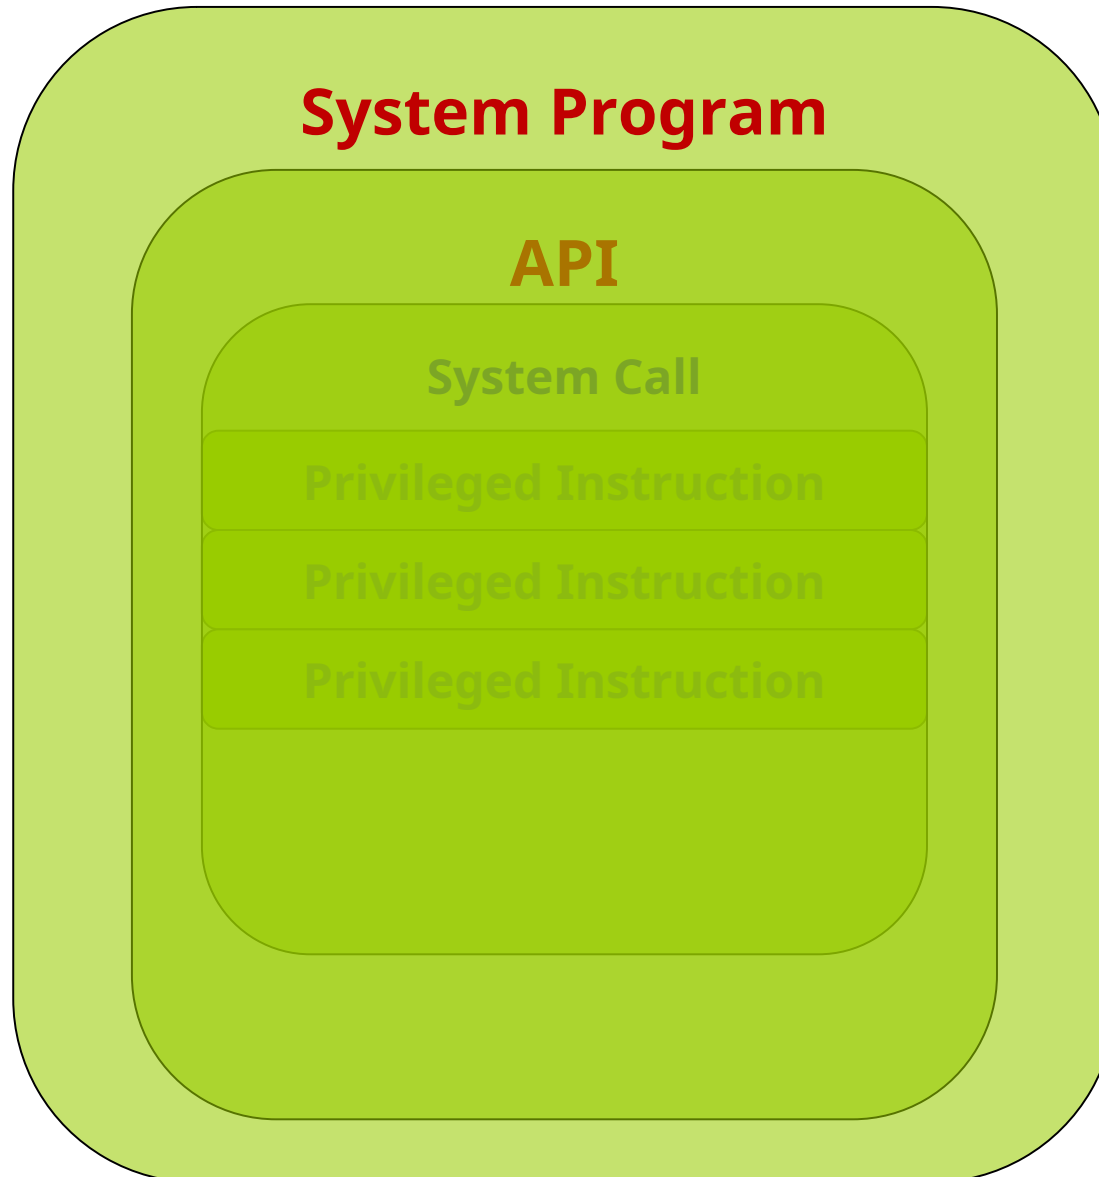 System Program
API
System Call
Privileged Instruction
Privileged Instruction
Privileged Instruction